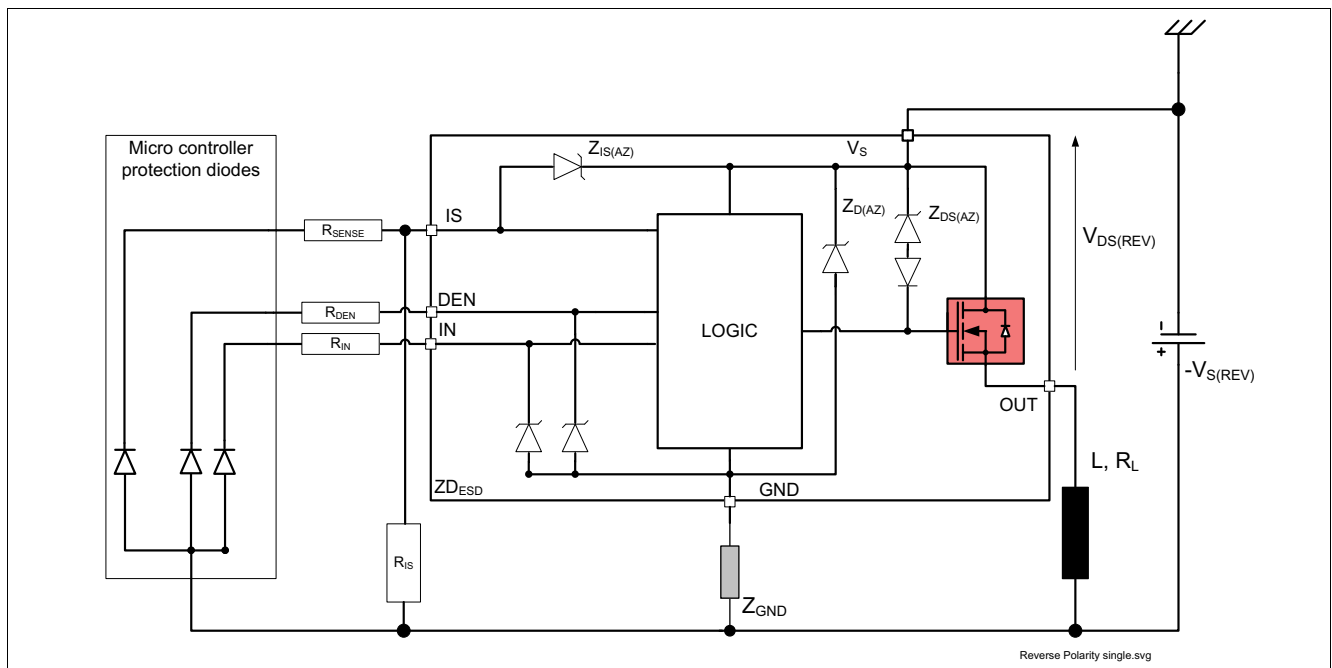 Micro controller
protection diodes
Z_IS(AZ)
V_S
Z_D(AZ)
Z_DS(AZ)
V_DS(REV)
IS
R_SENSE
DEN
R_DEN
IN
R_IN
LOGIC
-
+
-V_S(REV)
OUT
L, R_L
ZD_ESD
GND
R_IS
Z_GND
Reverse Polarity single.svg